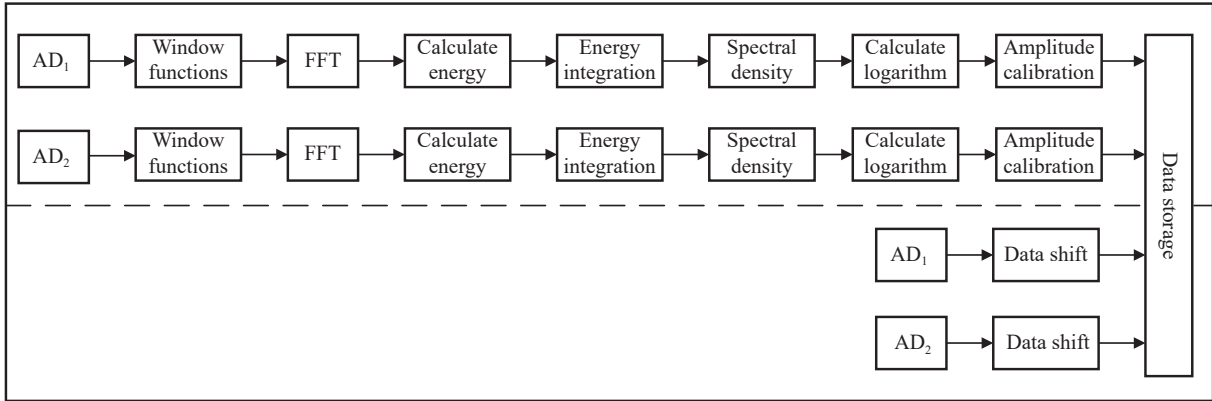 AD₁
Window
functions
FFT
Calculate
energy
Energy
integration
Spectral
density
Calculate
logarithm
Amplitude
calibration
AD₂
Window
functions
FFT
Calculate
energy
Energy
integration
Spectral
density
Calculate
logarithm
Amplitude
calibration
Data storage
AD₁
Data shift
AD₂
Data shift